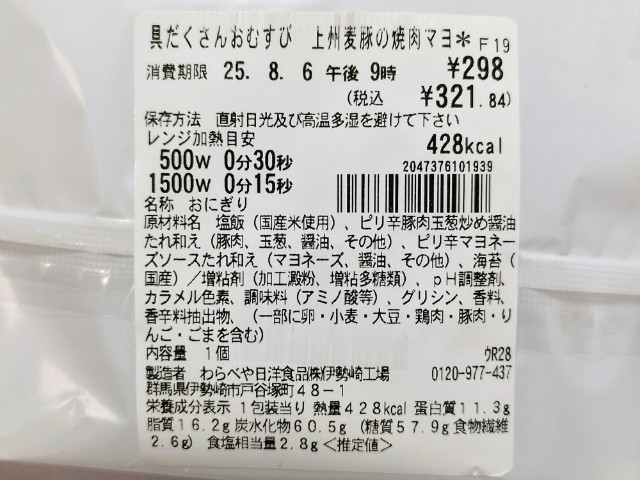 具だくさんおむすび 上州麦豚の焼肉マヨ* F19
消費期限 25. 8. 6 午後 9時 ¥298
(税込 ¥321.84)
保存方法 直射日光及び高温多湿を避けて下さい
レンジ加熱目安 428kcal
500W 0分30秒
2047376101939
1500W 0分15秒
名称 おにぎり
原材料名 塩飯(国産米使用)、ピリ辛豚肉玉葱炒め醤油
たれ和え(豚肉、玉葱、醤油、その他)、ピリ辛マヨネー
ズソースたれ和え(マヨネーズ、醤油、その他)、海苔(
国産)/増粘剤(加工澱粉、増粘多糖類)、pH調整剤、
カラメル色素、調味料(アミノ酸等)、グリシン、香料、
香辛料抽出物、(一部に卵・小麦・大豆・鶏肉・豚肉・り
んご・ごまを含む)
内容量 1個 ウR28
製造者 わらべや日洋食品㈱伊勢崎工場 0120-977-437
群馬県伊勢崎市戸谷塚町48-1
栄養成分表示 1包装当り 熱量428kcal 蛋白質11.3g
脂質16.2g 炭水化物60.5g (糖質57.9g 食物繊維
2.6g) 食塩相当量2.8g<推定値>